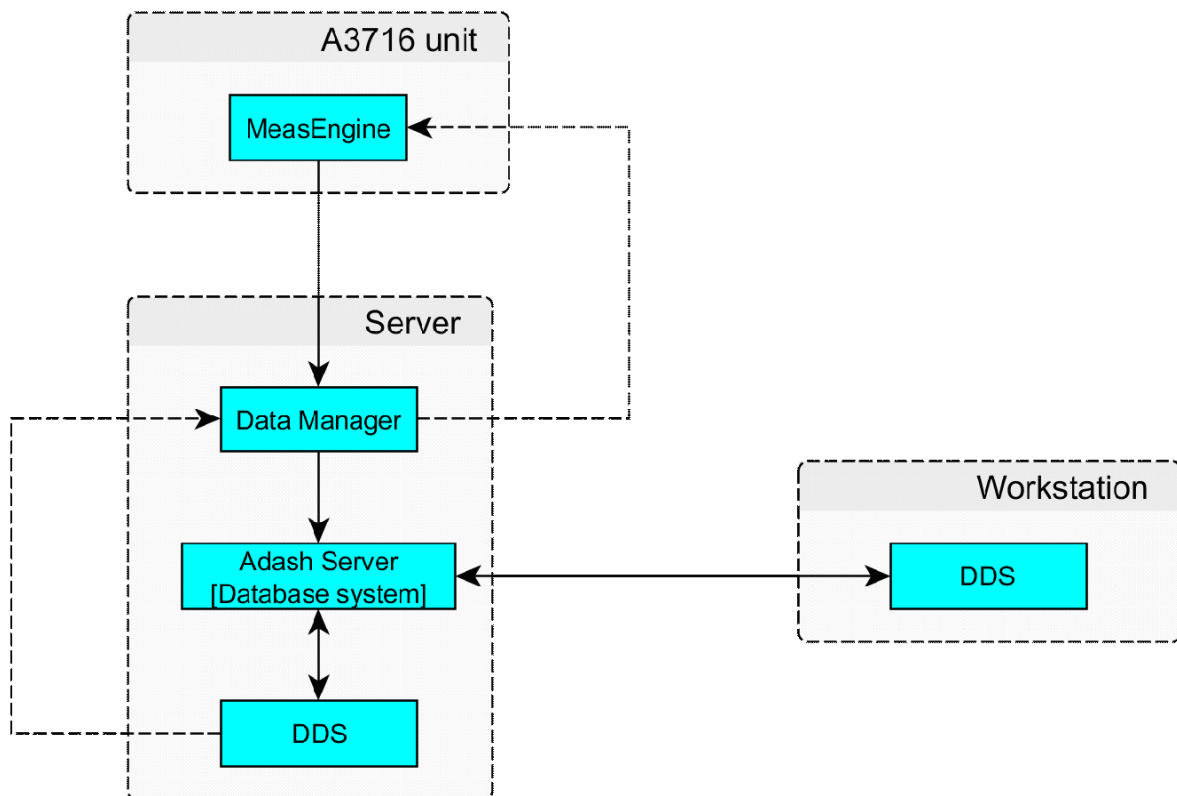 A3716 unit
MeasEngine
Server
Data Manager
Workstation
Adash Server
[Database system]
DDS
DDS